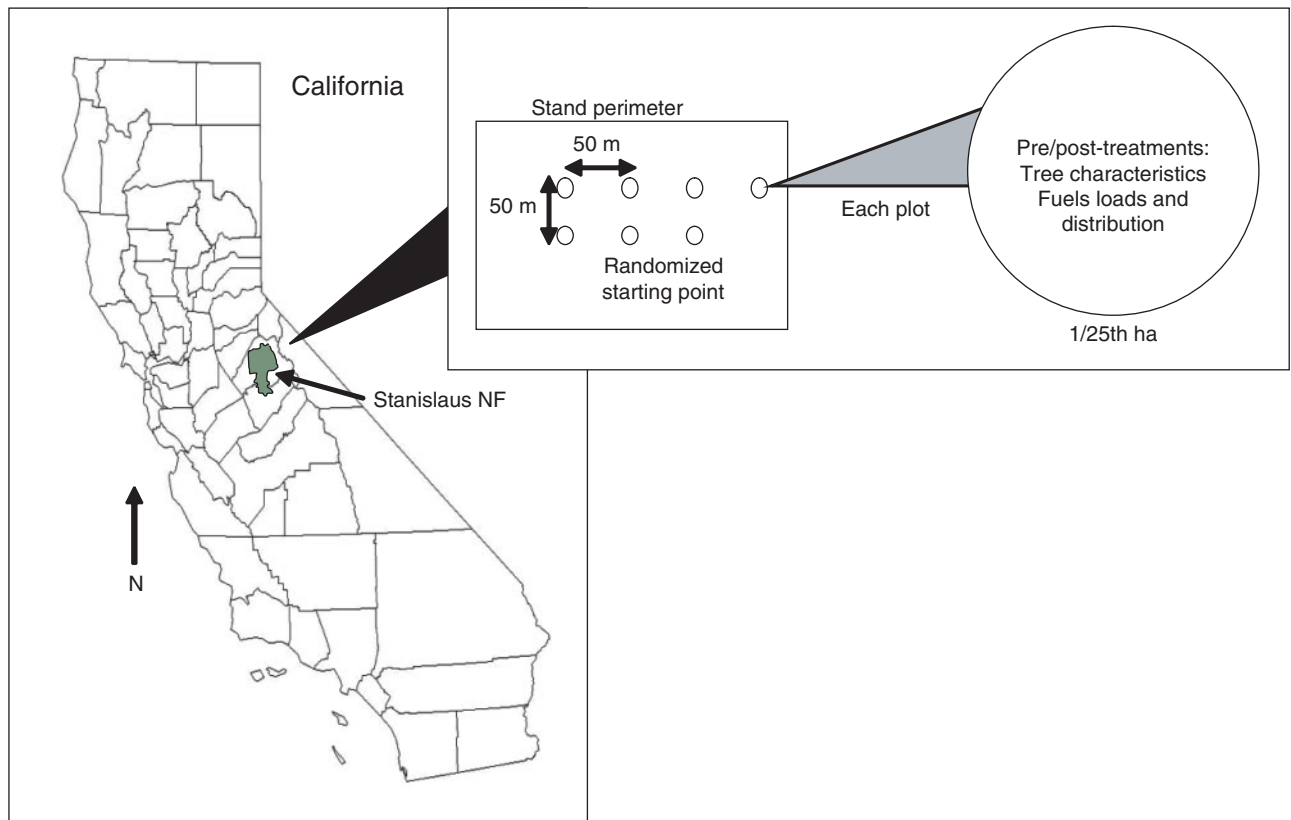 California
Stand perimeter
50 m
50 m
Randomized
starting point
Each plot
Pre/post-treatments:
Tree characteristics
Fuels loads and
distribution
1/25th ha
Stanislaus NF
N